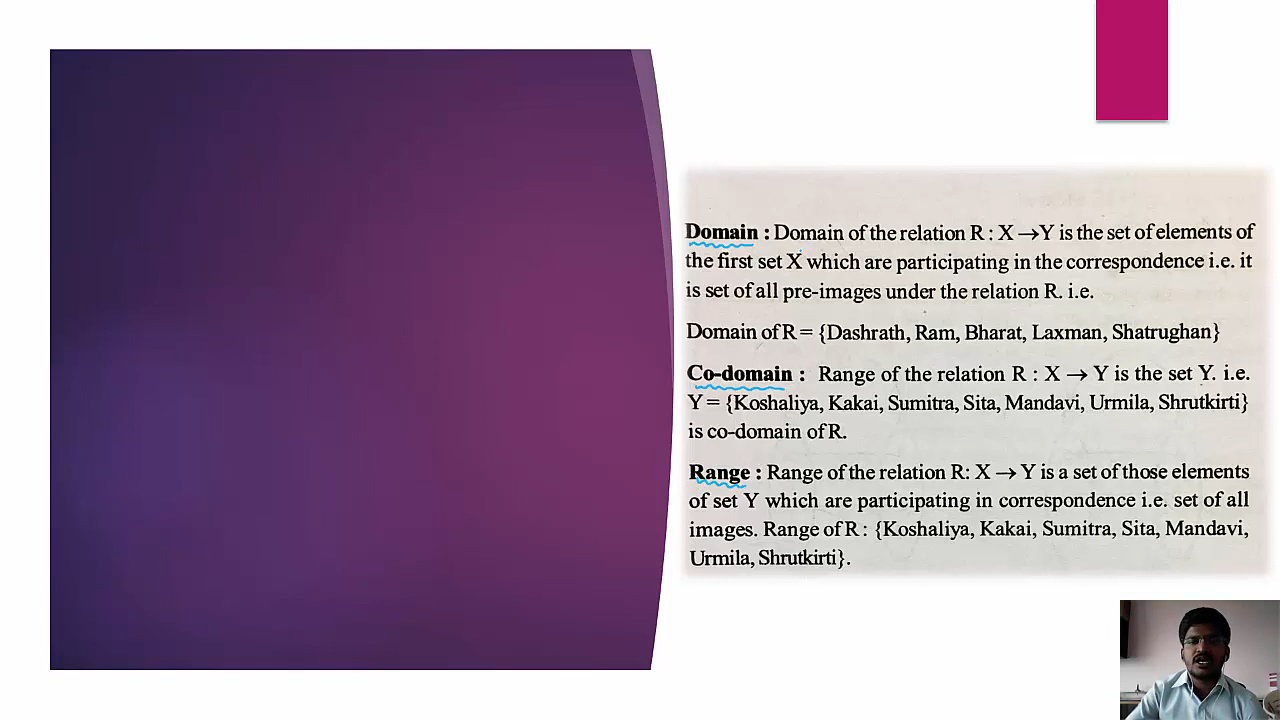 Domain : Domain of the relation R : X →Y is the set of elements of
the first set X which are participating in the correspondence i.e. it
is set of all pre-images under the relation R. i.e.
Domain of R = {Dashrath, Ram, Bharat, Laxman, Shatrughan}
Co-domain : Range of the relation R : X → Y is the set Y. i.e.
Y = {Koshaliya, Kakai, Sumitra, Sita, Mandavi, Urmila, Shrutkirti}
is co-domain of R.
Range : Range of the relation R: X → Y is a set of those elements
of set Y which are participating in correspondence i.e. set of all
images. Range of R : {Koshaliya, Kakai, Sumitra, Sita, Mandavi,
Urmila, Shrutkirti}.